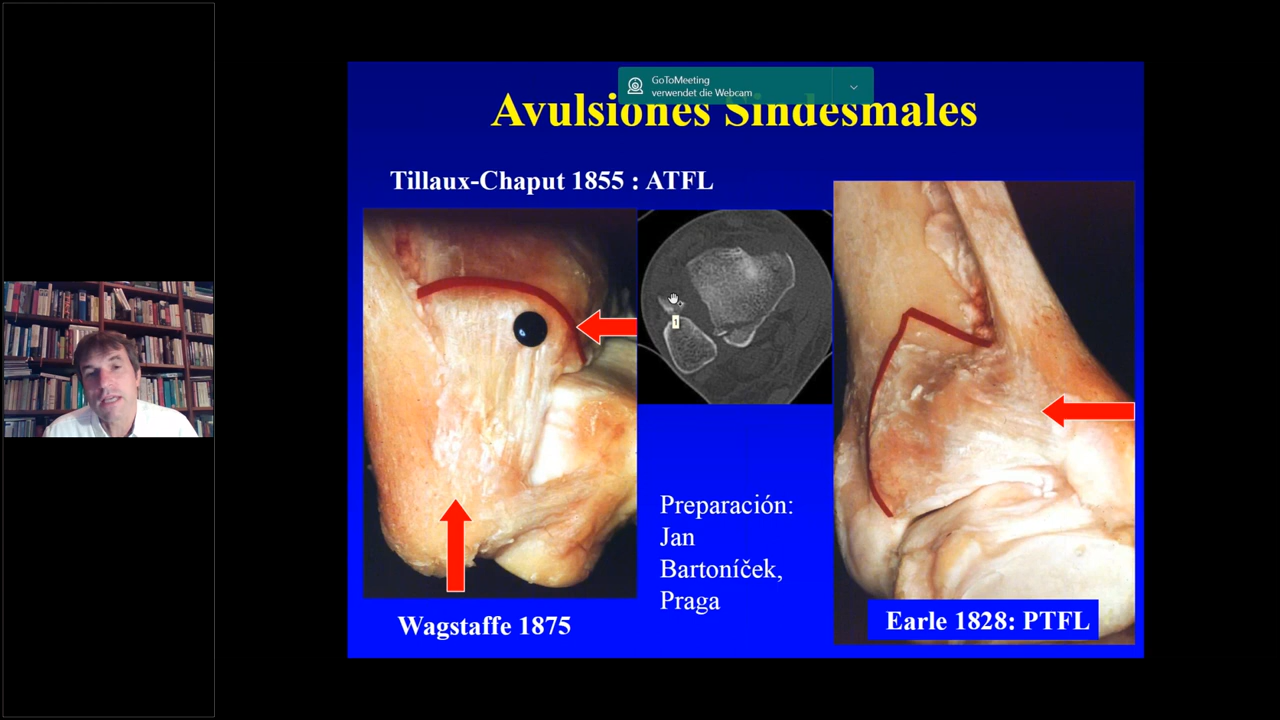 GoToMeeting
verwendet die Webcam
Avulsiones Sindesmales
Tillaux-Chaput 1855 : ATFL
1
Preparación:
Jan
Bartoníček,
Praga
Wagstaffe 1875
Earle 1828: PTFL